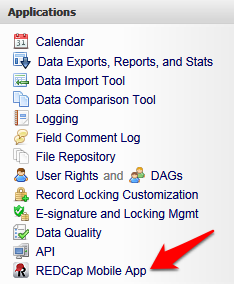 Applications
Calendar
Data Exports, Reports, and Stats
Data Import Tool
Data Comparison Tool
Logging
Field Comment Log
File Repository
User Rights and DAGs
Record Locking Customization
E-signature and Locking Mgmt
Data Quality
API
REDCap Mobile App